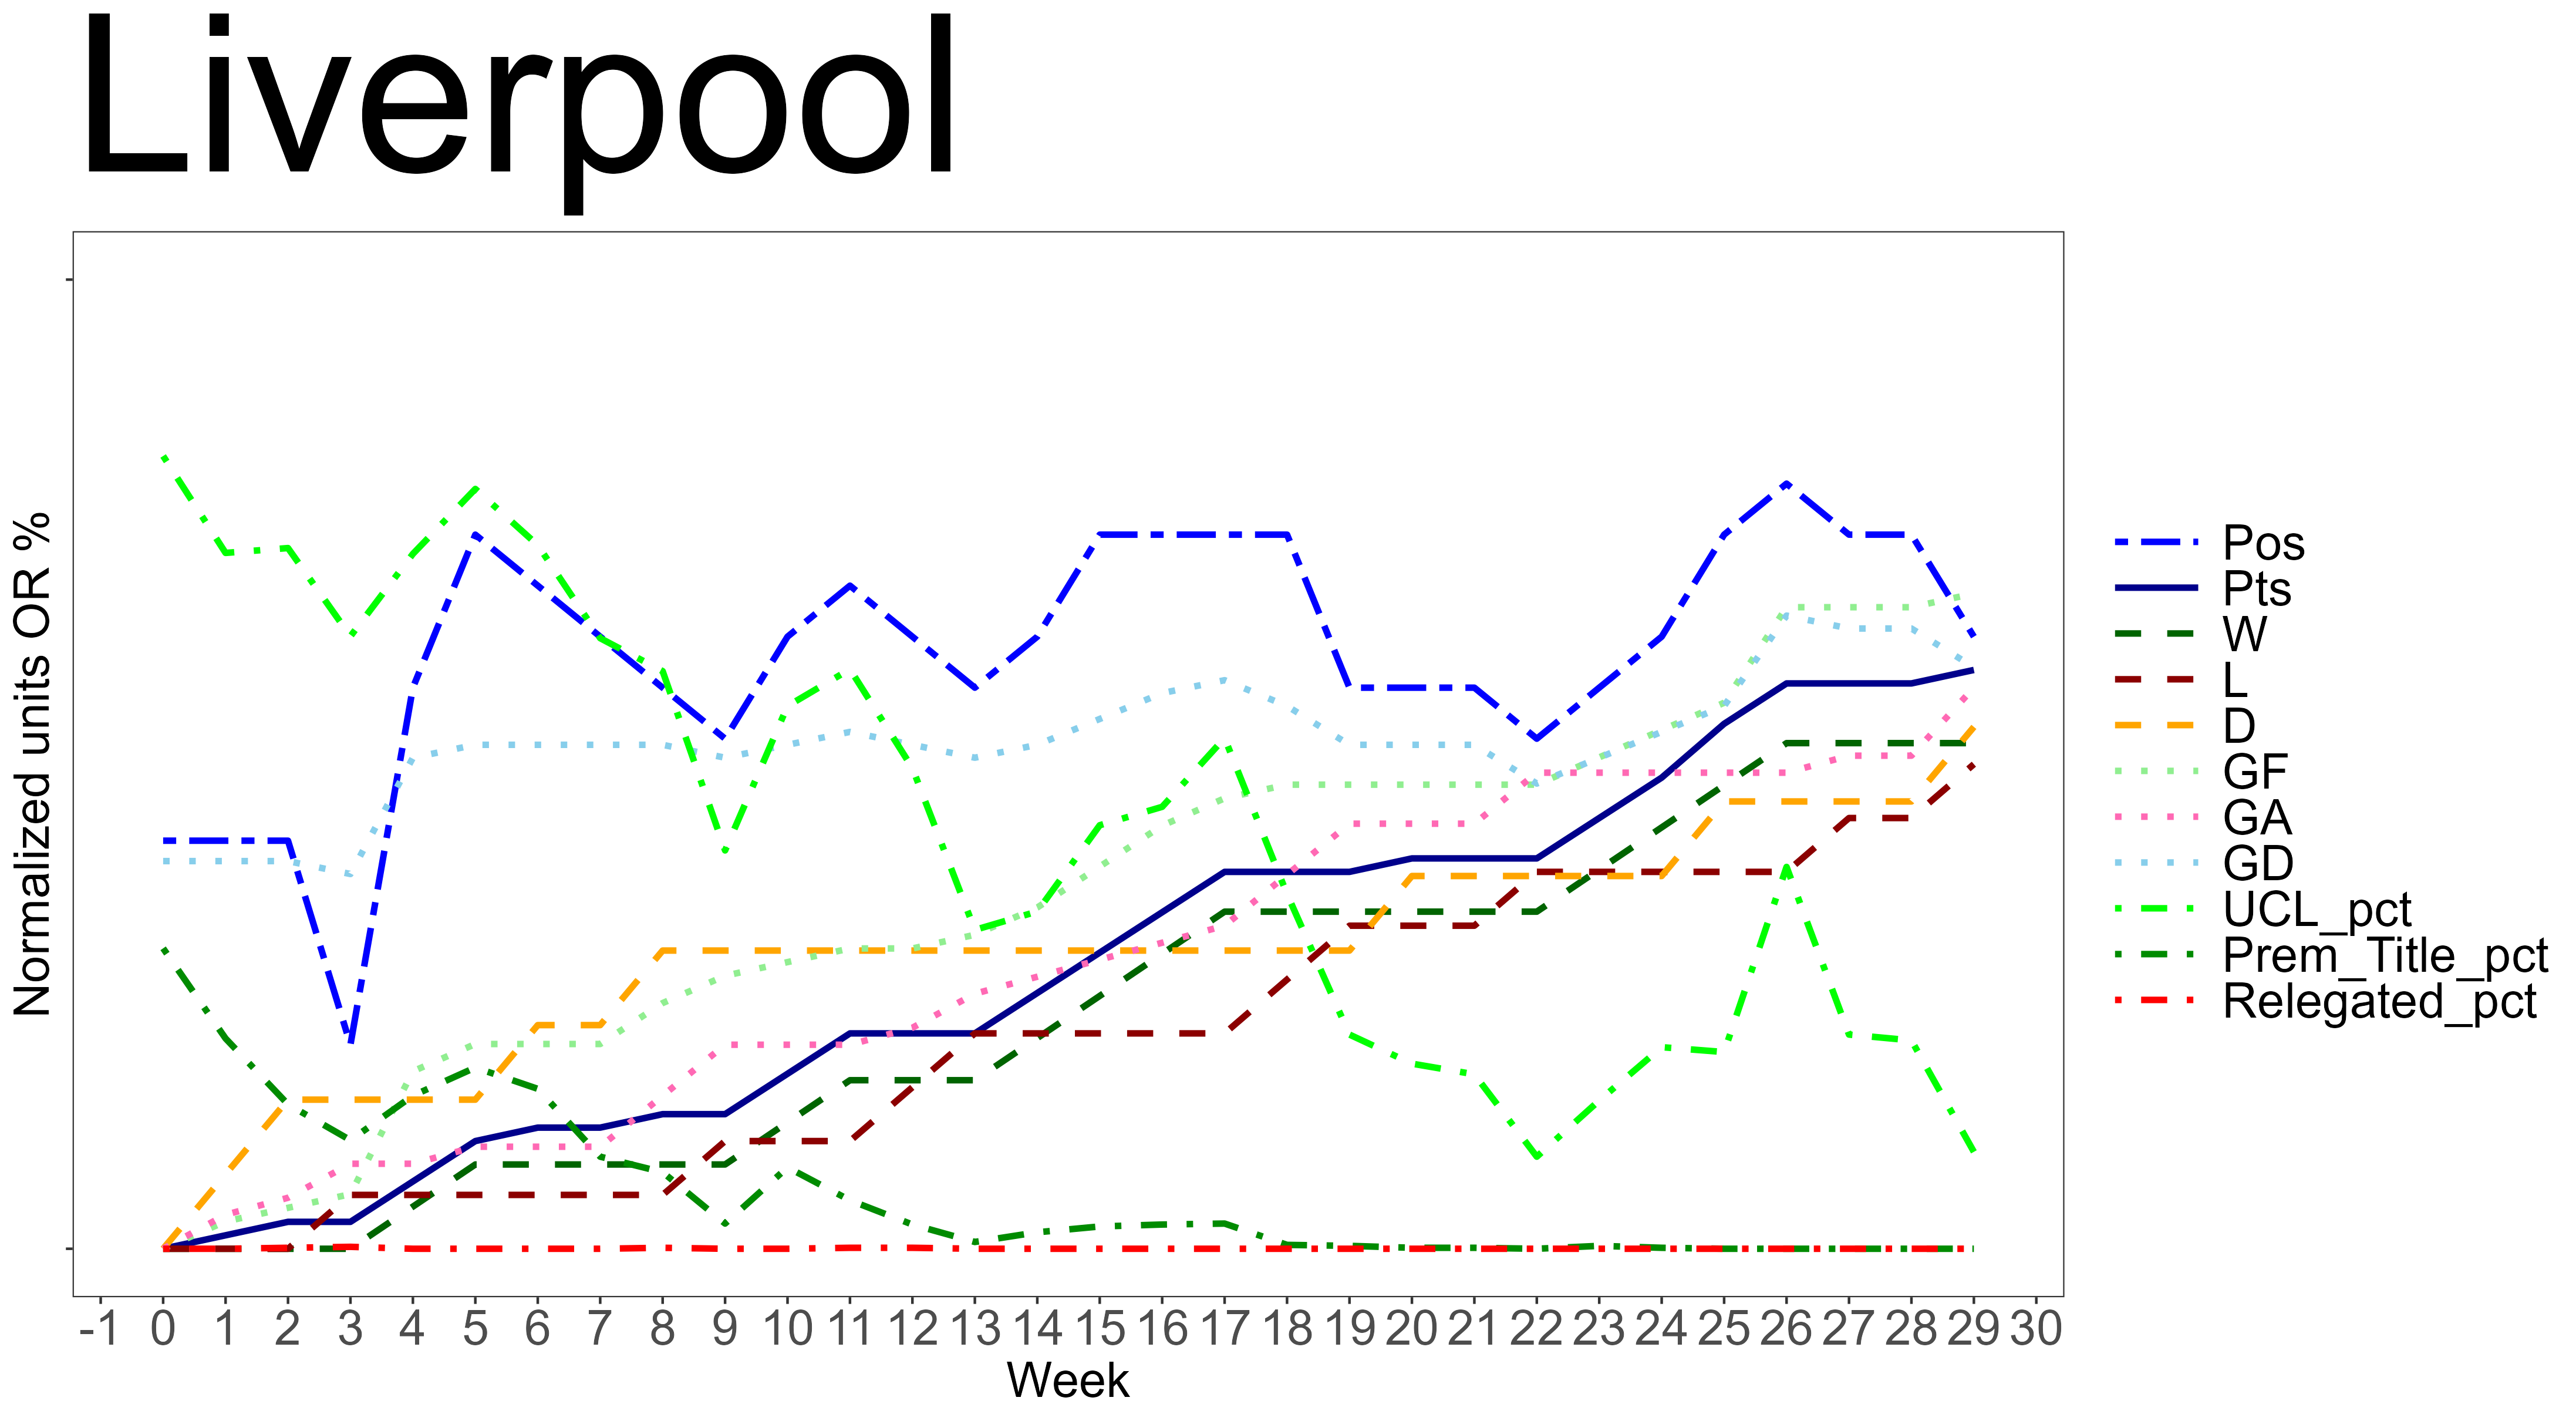 Liverpool
Normalized units OR %
Pos
Pts
W
L
D
GF
GA
GD
UCL_pct
Prem_Title_pct
Relegated_pct
-1 0 1 2 3 4 5 6 7 8 9 10 11 12 13 14 15 16 17 18 19 20 21 22 23 24 25 26 27 28 29 30
Week